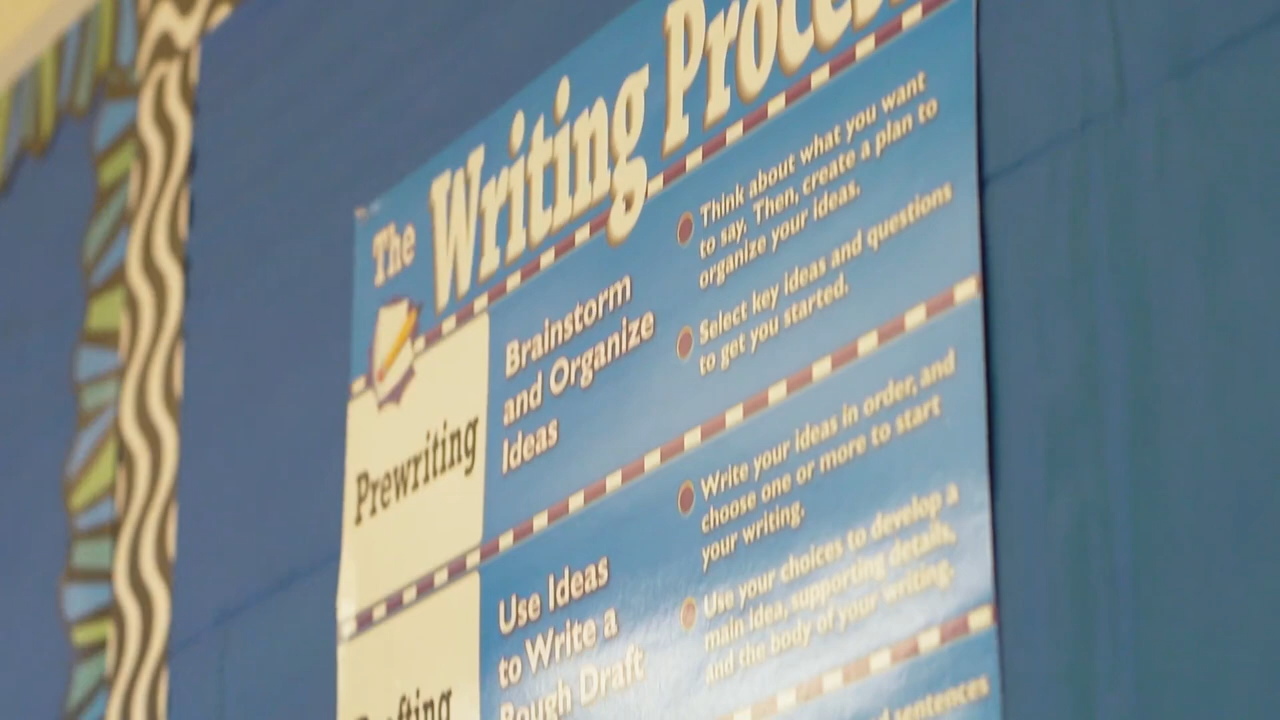 The Writing Process
Prewriting
Brainstorm
and Organize
Ideas
Think about what you want
to say. Then, create a plan to
organize your ideas.
Select key ideas and questions
to get you started.
Drafting
Use Ideas
to Write a
Rough Draft
Write your ideas in order, and
choose one or more to start
your writing.
Use your choices to develop a
main idea, supporting details,
and the body of your writing.
sentences